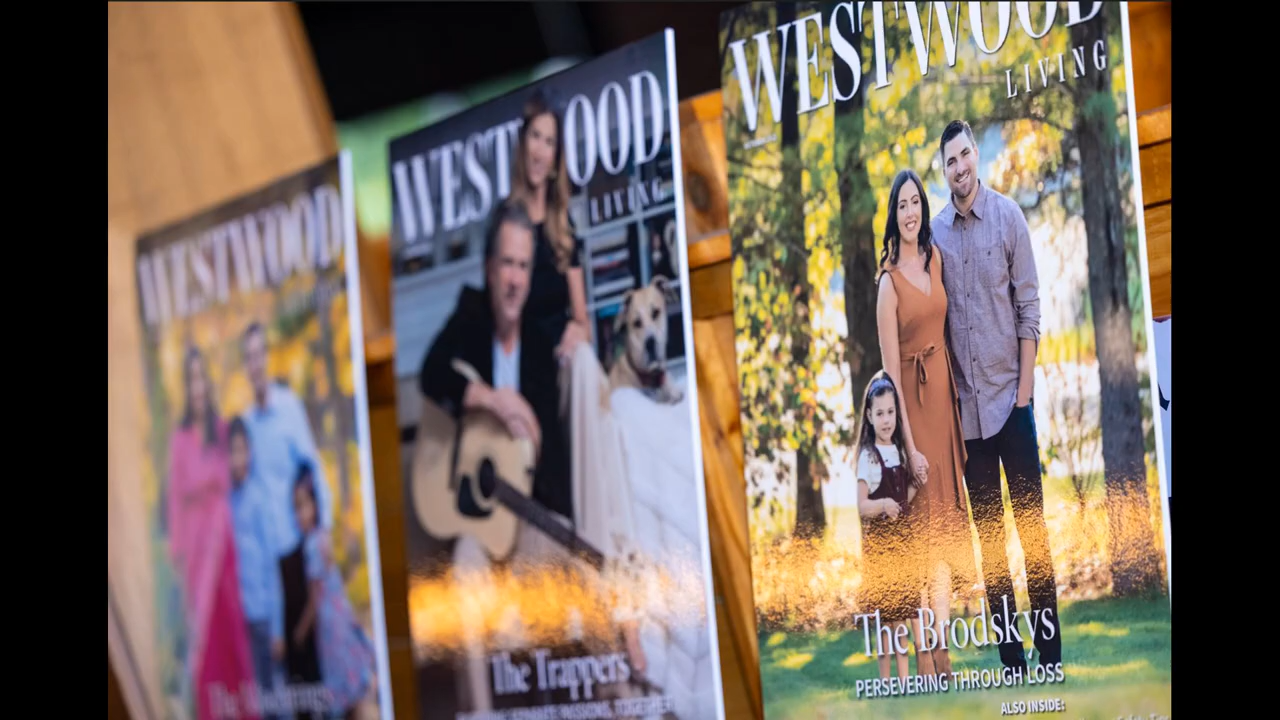 WESTWOOD
WESTWOOD
LIVING
The Trappers
WESTWOOD
LIVING
The Brodskys
PERSEVERING THROUGH LOSS
ALSO INSIDE: